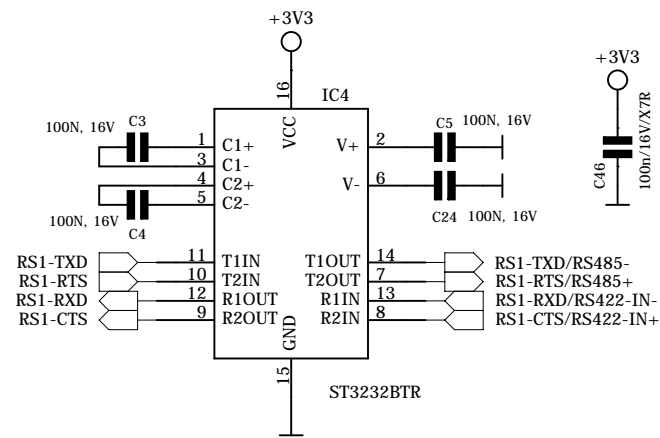 +3V3
+3V3
16
IC4
VCC
C3
100N, 16V
1
C1+
3
C1-
4
C2+
5
C2-
100N, 16V
C4
V+
2
C5
100N, 16V
V-
6
C24
100N, 16V
C46
100n/16V/X7R
RS1-TXD
11
T1IN
T1OUT
14
RS1-TXD/RS485-
RS1-RTS
10
T2IN
T2OUT
7
RS1-RTS/RS485+
RS1-RXD
12
R1OUT
R1IN
13
RS1-RXD/RS422-IN-
RS1-CTS
9
R2OUT
R2IN
8
RS1-CTS/RS422-IN+
GND
15
ST3232BTR